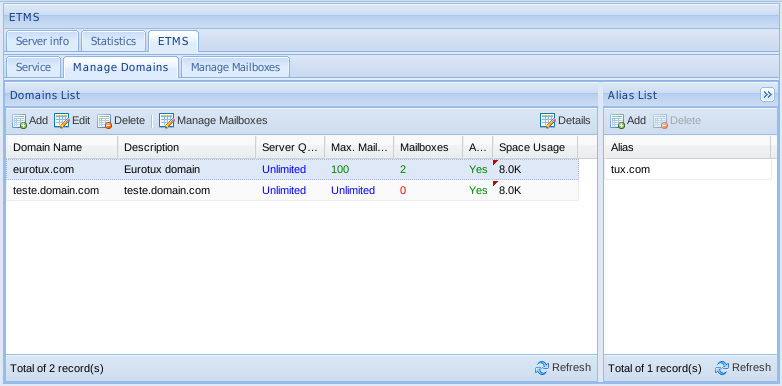 ETMS
Server info Statistics ETMS
Service Manage Domains Manage Mailboxes
Domains List
Add Edit Delete Manage Mailboxes Details
Domain Name Description Server Q... Max. Mail... Mailboxes A... Space Usage
eurotux.com Eurotux domain Unlimited 100 2 Yes 8.0K
teste.domain.com teste.domain.com Unlimited Unlimited 0 Yes 8.0K
Total of 2 record(s) Refresh
Alias List
Add Delete
Alias
tux.com
Total of 1 record(s) Refresh